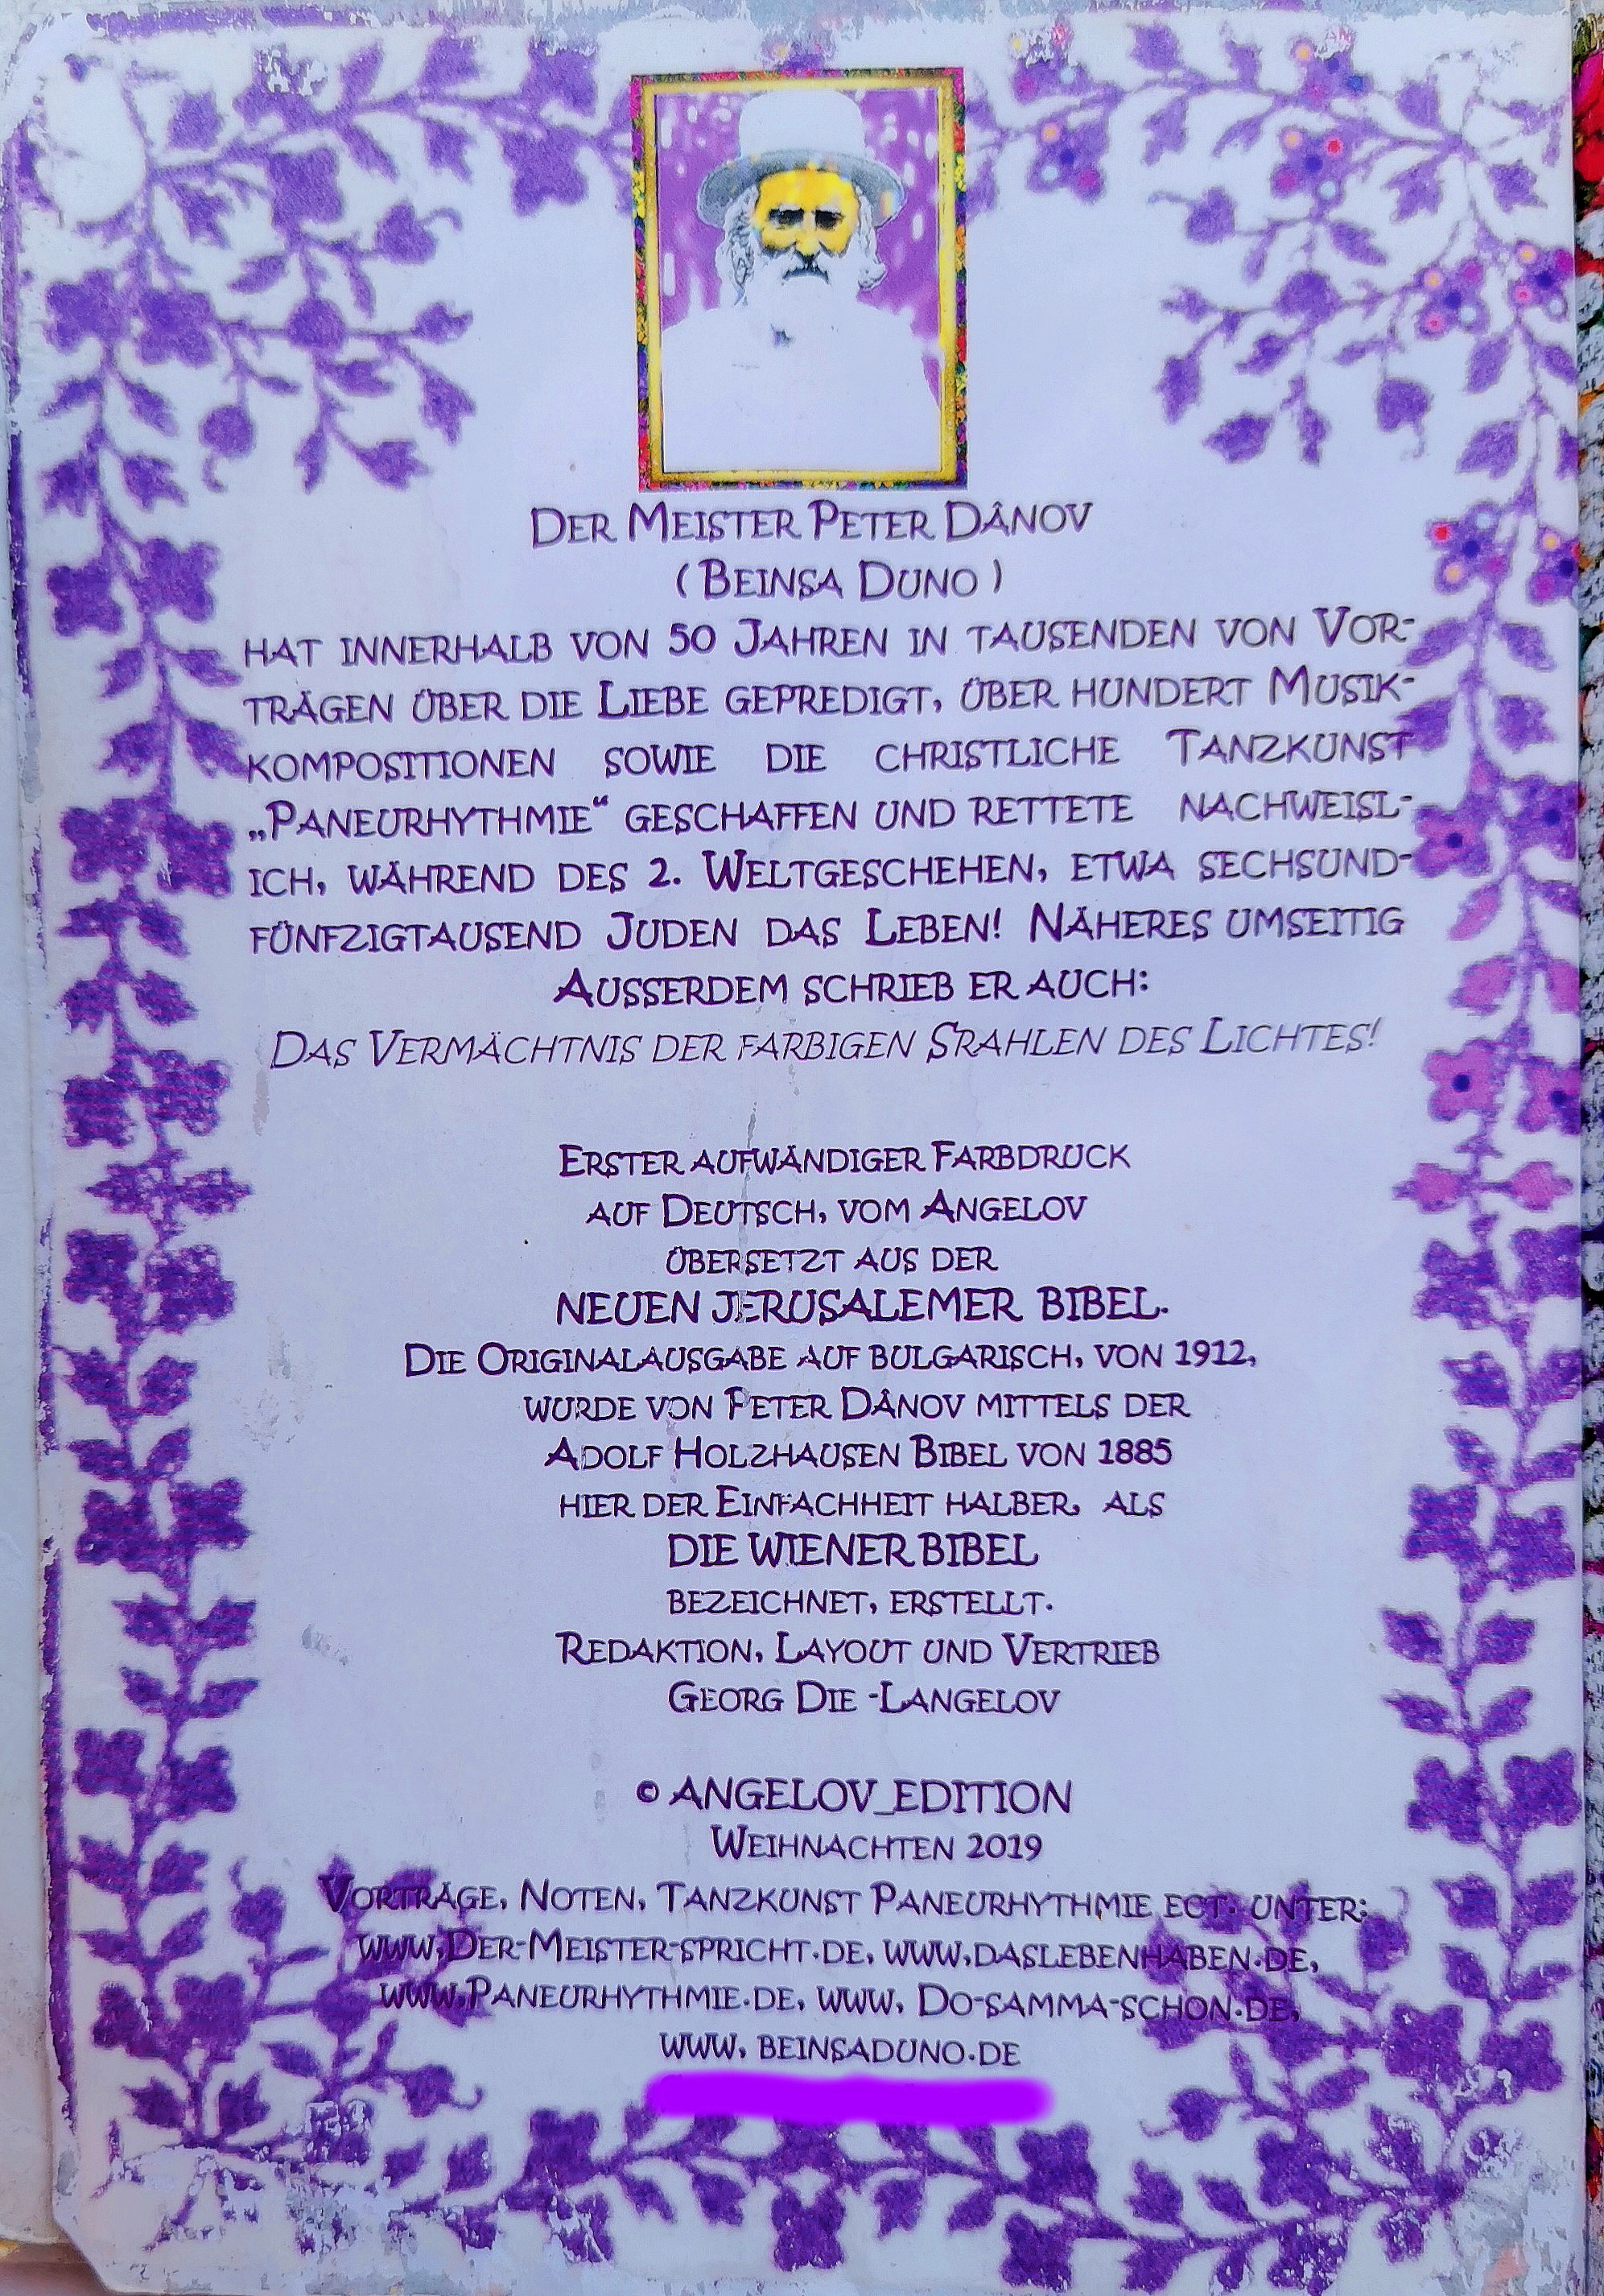 Der Meister Peter Dânov
( Beinsa Duno )
hat innerhalb von 50 Jahren in tausenden von Vor-
trägen über die Liebe gepredigt, über hundert Musik-
kompositionen sowie die christliche Tanzkunst
„Paneurhythmie“ geschaffen und rettete nachweisl-
ich, während des 2. Weltgeschehen, etwa sechsund-
fünfzigtausend Juden das Leben! Näheres umseitig
Ausserdem schrieb er auch:
Das Vermächtnis der farbigen Srahlen des Lichtes!
Erster aufwändiger Farbdruck
auf Deutsch, vom Angelov
übersetzt aus der
NEUEN JERUSALEMER BIBEL.
Die Originalausgabe auf bulgarisch, von 1912,
wurde von Peter Dânov mittels der
Adolf Holzhausen Bibel von 1885
hier der Einfachheit halber, als
DIE WIENER BIBEL
bezeichnet, erstellt.
Redaktion, Layout und Vertrieb
Georg Die -Langelov
© ANGELOV_EDITION
Weihnachten 2019
Vorträge, Noten, Tanzkunst Paneurhythmie ect. unter:
www.Der-Meister-spricht.de, www.daslebenhaben.de,
www.Paneurhythmie.de, www. Do-samma-schon.de,
www. beinsaduno.de